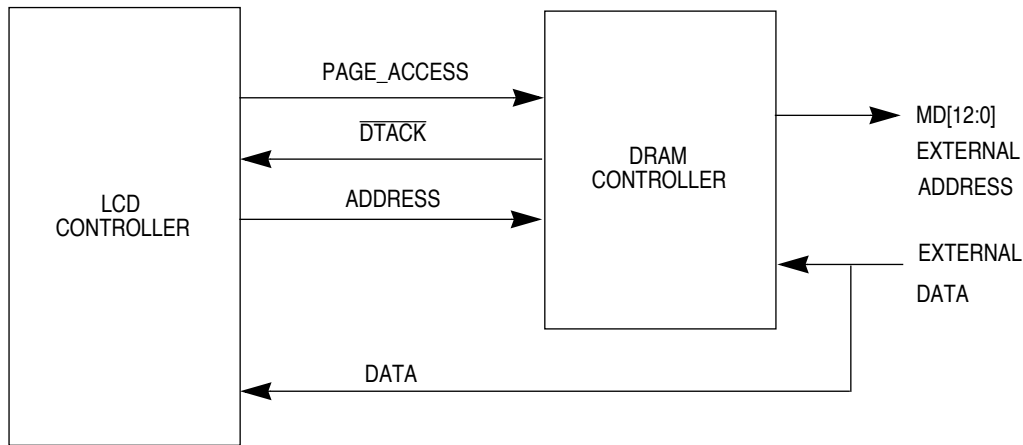 PAGE_ACCESS
DTACK
ADDRESS
LCD
CONTROLLER
DATA
DRAM
CONTROLLER
MD[12:0]
EXTERNAL
ADDRESS
EXTERNAL
DATA